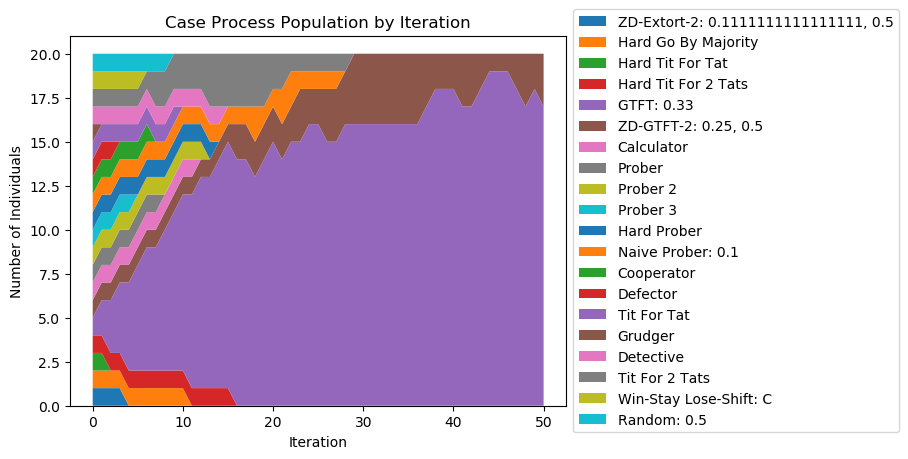 Case Process Population by Iteration
20.0
17.5
15.0
12.5
10.0
7.5
5.0
2.5
0.0
Number of Individuals
0
10
20
30
40
50
Iteration
ZD-Extort-2: 0.1111111111111111, 0.5
Hard Go By Majority
Hard Tit For Tat
Hard Tit For 2 Tats
GTFT: 0.33
ZD-GTFT-2: 0.25, 0.5
Calculator
Prober
Prober 2
Prober 3
Hard Prober
Naive Prober: 0.1
Cooperator
Defector
Tit For Tat
Grudger
Detective
Tit For 2 Tats
Win-Stay Lose-Shift: C
Random: 0.5